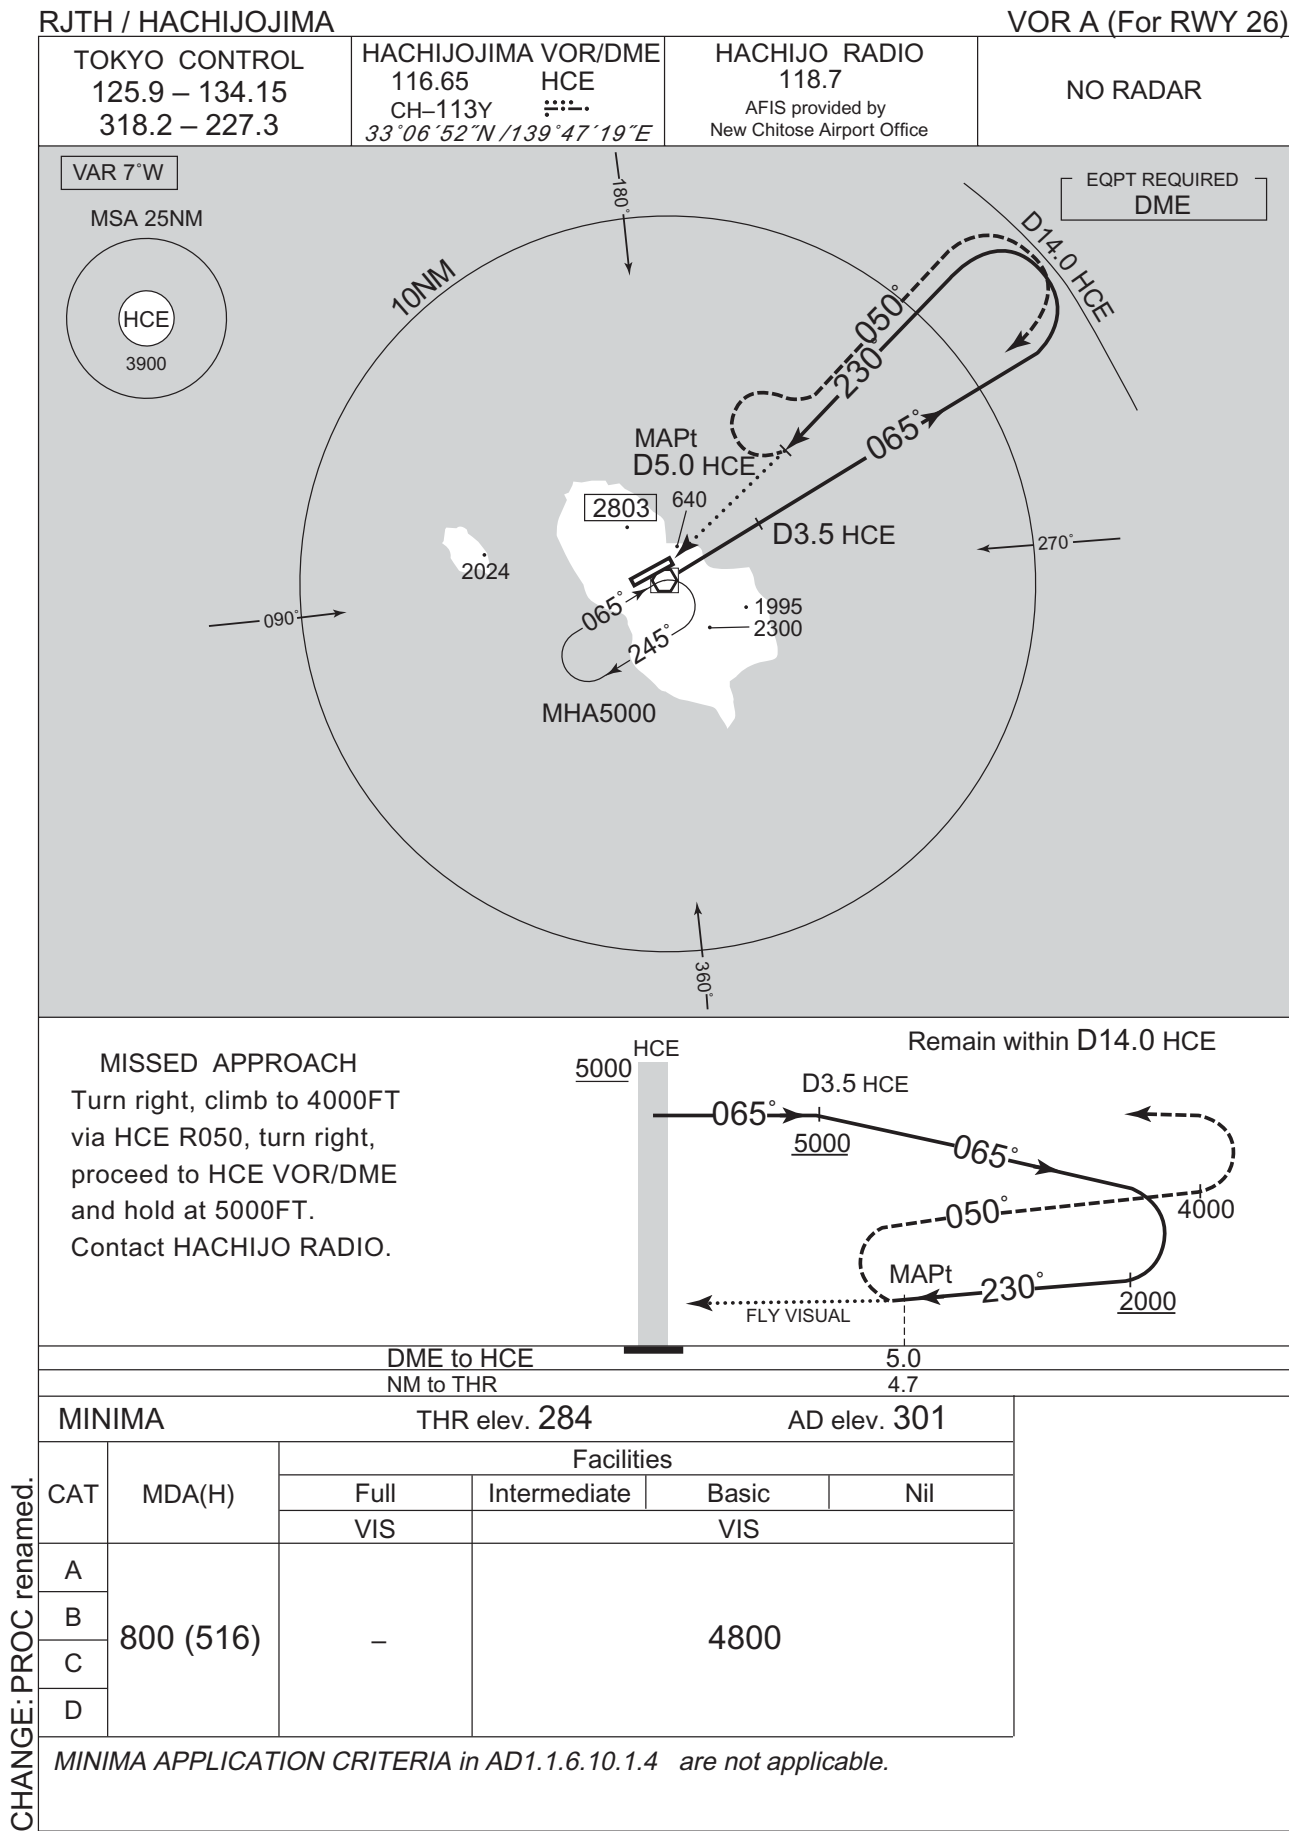 RJTH / HACHIJOJIMA
VOR A (For RWY 26)
TOKYO CONTROL
125.9 – 134.15
318.2 – 227.3
HACHIJOJIMA VOR/DME
116.65 HCE
CH–113Y
33°06´52˝N /139°47´19˝E
HACHIJO RADIO
118.7
AFIS provided by
New Chitose Airport Office
NO RADAR
VAR 7°W
MSA 25NM
HCE
3900
EQPT REQUIRED
DME
180°
10NM
D14.0 HCE
050°
230°
065°
MAPt
D5.0 HCE
2803
640
D3.5 HCE
270°
2024
090°
065°
1995
2300
245°
MHA5000
360°
MISSED APPROACH
Turn right, climb to 4000FT
via HCE R050, turn right,
proceed to HCE VOR/DME
and hold at 5000FT.
Contact HACHIJO RADIO.
Remain within D14.0 HCE
HCE
5000
D3.5 HCE
065°
5000
065°
050°
4000
MAPt
230°
2000
FLY VISUAL
DME to HCE 5.0
NM to THR 4.7
MINIMA THR elev. 284 AD elev. 301
CAT MDA(H) Facilities
Full Intermediate Basic Nil
VIS VIS
A
B
C
D
800 (516) – 4800
MINIMA APPLICATION CRITERIA in AD1.1.6.10.1.4 are not applicable.
CHANGE: PROC renamed.